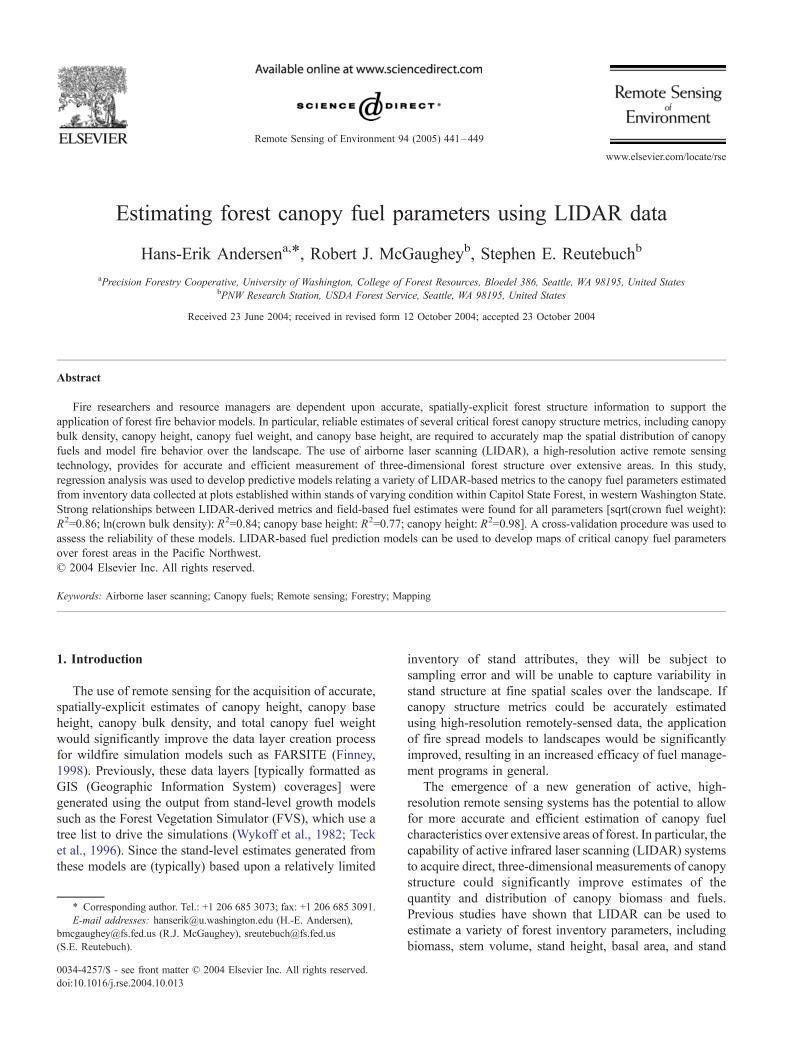 Available online at www.sciencedirect.com
SCIENCE DIRECT®
ELSEVIER
Remote Sensing of Environment 94 (2005) 441–449
Remote Sensing
of
Environment
www.elsevier.com/locate/rse
Estimating forest canopy fuel parameters using LIDAR data
Hans-Erik Andersenᵃ,*, Robert J. McGaugheyᵇ, Stephen E. Reutebuchᵇ
ᵃPrecision Forestry Cooperative, University of Washington, College of Forest Resources, Bloedel 386, Seattle, WA 98195, United States
ᵇPNW Research Station, USDA Forest Service, Seattle, WA 98195, United States
Received 23 June 2004; received in revised form 12 October 2004; accepted 23 October 2004
Abstract
Fire researchers and resource managers are dependent upon accurate, spatially-explicit forest structure information to support the
application of forest fire behavior models. In particular, reliable estimates of several critical forest canopy structure metrics, including canopy
bulk density, canopy height, canopy fuel weight, and canopy base height, are required to accurately map the spatial distribution of canopy
fuels and model fire behavior over the landscape. The use of airborne laser scanning (LIDAR), a high-resolution active remote sensing
technology, provides for accurate and efficient measurement of three-dimensional forest structure over extensive areas. In this study,
regression analysis was used to develop predictive models relating a variety of LIDAR-based metrics to the canopy fuel parameters estimated
from inventory data collected at plots established within stands of varying condition within Capitol State Forest, in western Washington State.
Strong relationships between LIDAR-derived metrics and field-based fuel estimates were found for all parameters [sqrt(crown fuel weight):
R²=0.86; ln(crown bulk density): R²=0.84; canopy base height: R²=0.77; canopy height: R²=0.98]. A cross-validation procedure was used to
assess the reliability of these models. LIDAR-based fuel prediction models can be used to develop maps of critical canopy fuel parameters
over forest areas in the Pacific Northwest.
© 2004 Elsevier Inc. All rights reserved.
Keywords: Airborne laser scanning; Canopy fuels; Remote sensing; Forestry; Mapping
1. Introduction
The use of remote sensing for the acquisition of accurate,
spatially-explicit estimates of canopy height, canopy base
height, canopy bulk density, and total canopy fuel weight
would significantly improve the data layer creation process
for wildfire simulation models such as FARSITE (Finney,
1998). Previously, these data layers [typically formatted as
GIS (Geographic Information System) coverages] were
generated using the output from stand-level growth models
such as the Forest Vegetation Simulator (FVS), which use a
tree list to drive the simulations (Wykoff et al., 1982; Teck
et al., 1996). Since the stand-level estimates generated from
these models are (typically) based upon a relatively limited
inventory of stand attributes, they will be subject to
sampling error and will be unable to capture variability in
stand structure at fine spatial scales over the landscape. If
canopy structure metrics could be accurately estimated
using high-resolution remotely-sensed data, the application
of fire spread models to landscapes would be significantly
improved, resulting in an increased efficacy of fuel manage-
ment programs in general.
The emergence of a new generation of active, high-
resolution remote sensing systems has the potential to allow
for more accurate and efficient estimation of canopy fuel
characteristics over extensive areas of forest. In particular, the
capability of active infrared laser scanning (LIDAR) systems
to acquire direct, three-dimensional measurements of canopy
structure could significantly improve estimates of the
quantity and distribution of canopy biomass and fuels.
Previous studies have shown that LIDAR can be used to
estimate a variety of forest inventory parameters, including
biomass, stem volume, stand height, basal area, and stand
* Corresponding author. Tel.: +1 206 685 3073; fax: +1 206 685 3091.
E-mail addresses: hanserik@u.washington.edu (H.-E. Andersen),
bmcgaughey@fs.fed.us (R.J. McGaughey), sreutebuch@fs.fed.us
(S.E. Reutebuch).
0034-4257/$ - see front matter © 2004 Elsevier Inc. All rights reserved.
doi:10.1016/j.rse.2004.10.013